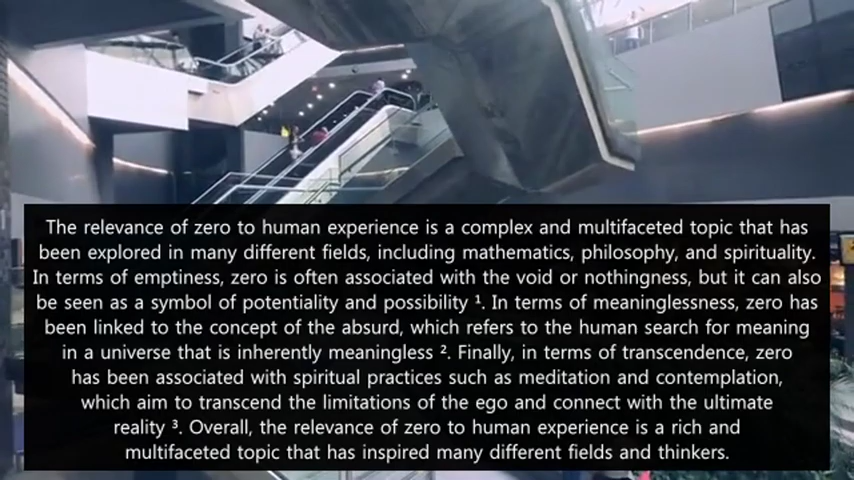 The relevance of zero to human experience is a complex and multifaceted topic that has
been explored in many different fields, including mathematics, philosophy, and spirituality.
In terms of emptiness, zero is often associated with the void or nothingness, but it can also
be seen as a symbol of potentiality and possibility ¹. In terms of meaninglessness, zero has
been linked to the concept of the absurd, which refers to the human search for meaning
in a universe that is inherently meaningless ². Finally, in terms of transcendence, zero
has been associated with spiritual practices such as meditation and contemplation,
which aim to transcend the limitations of the ego and connect with the ultimate
reality ³. Overall, the relevance of zero to human experience is a rich and
multifaceted topic that has inspired many different fields and thinkers.